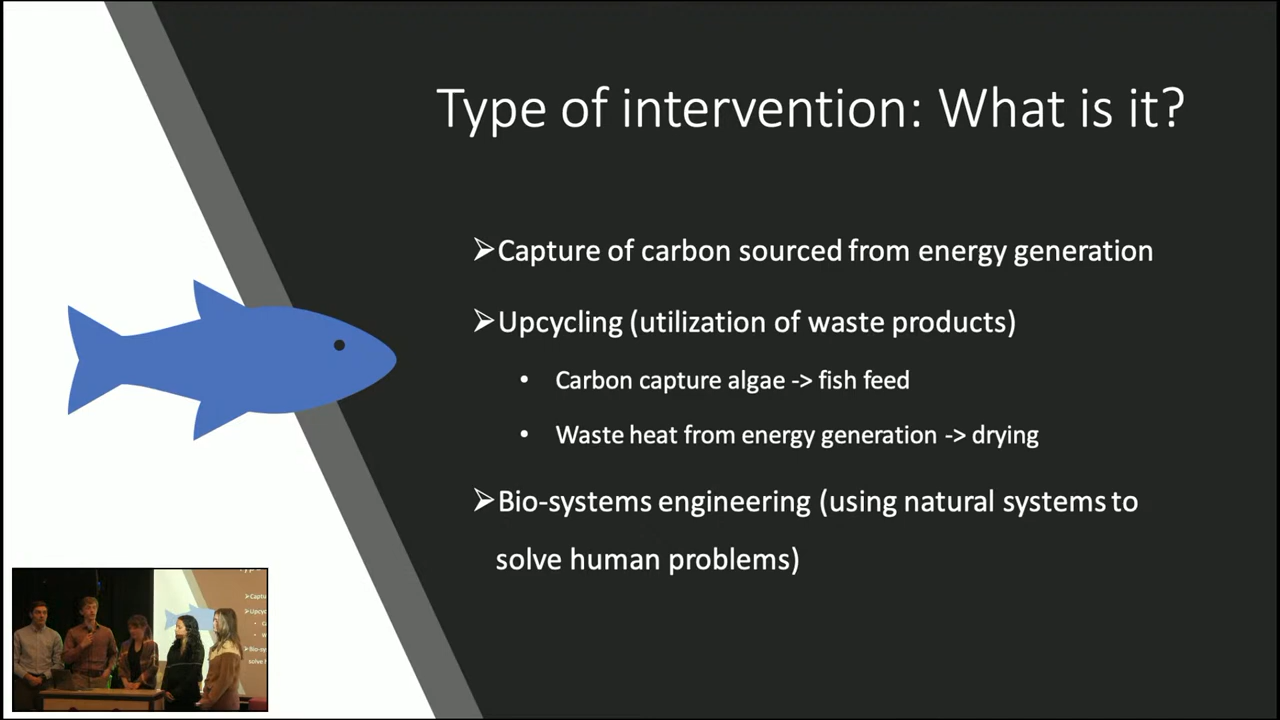 Type of intervention: What is it?
➢Capture of carbon sourced from energy generation
➢Upcycling (utilization of waste products)
• Carbon capture algae -> fish feed
• Waste heat from energy generation -> drying
➢Bio-systems engineering (using natural systems to
solve human problems)